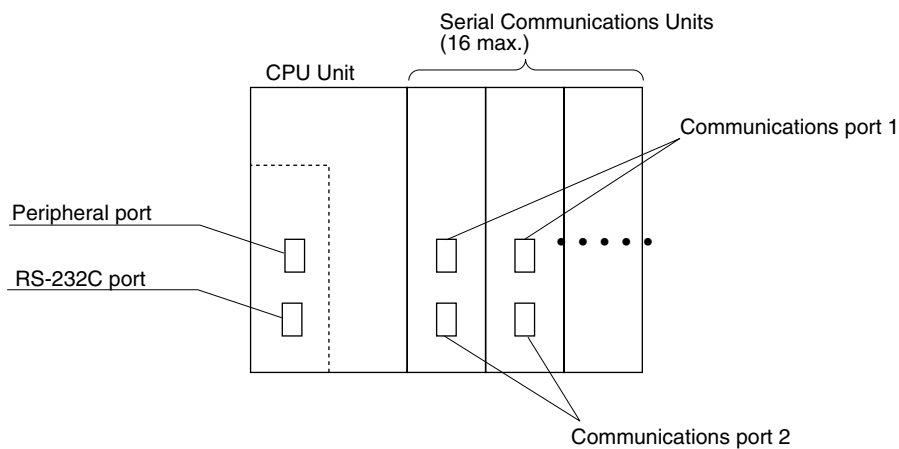 Serial Communications Units
(16 max.)
CPU Unit
Communications port 1
Peripheral port
RS-232C port
Communications port 2